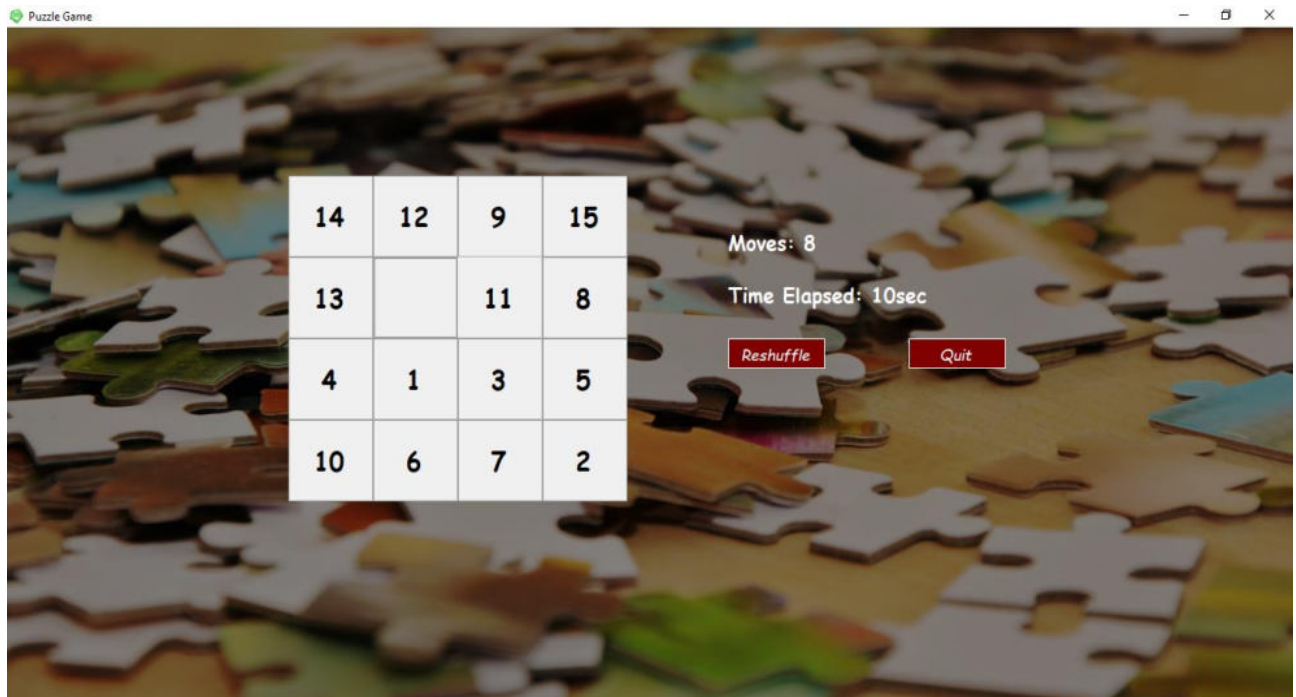 Puzzle Game
14 12 9 15
13 11 8
4 1 3 5
10 6 7 2
Moves: 8
Time Elapsed: 10sec
Reshuffle Quit